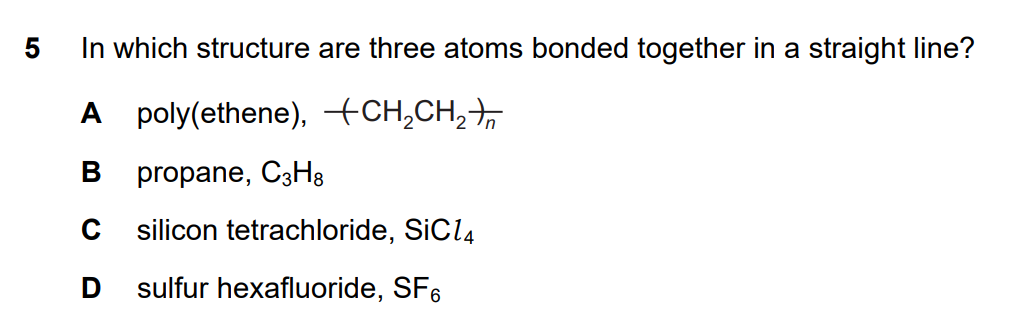 5 In which structure are three atoms bonded together in a straight line?
A poly(ethene), –(CH₂CH₂)–ₙ
B propane, C₃H₈
C silicon tetrachloride, SiCl₄
D sulfur hexafluoride, SF₆